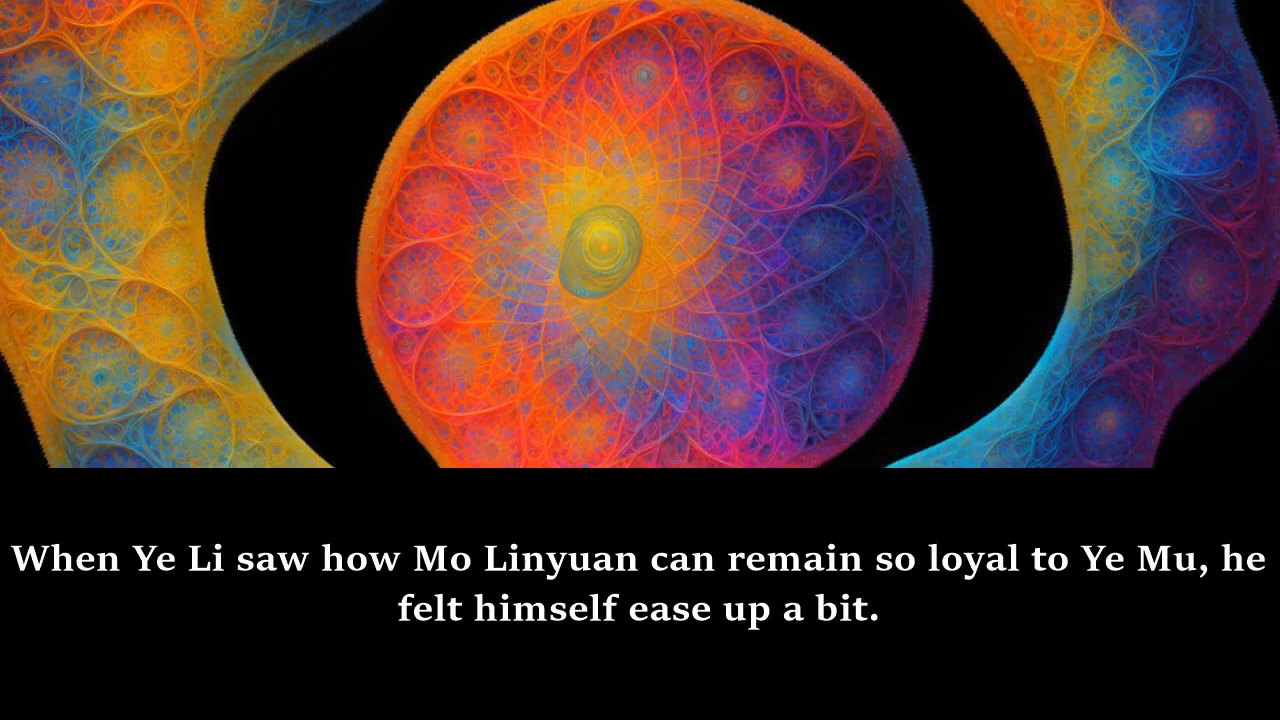 When Ye Li saw how Mo Linyuan can remain so loyal to Ye Mu, he
felt himself ease up a bit.